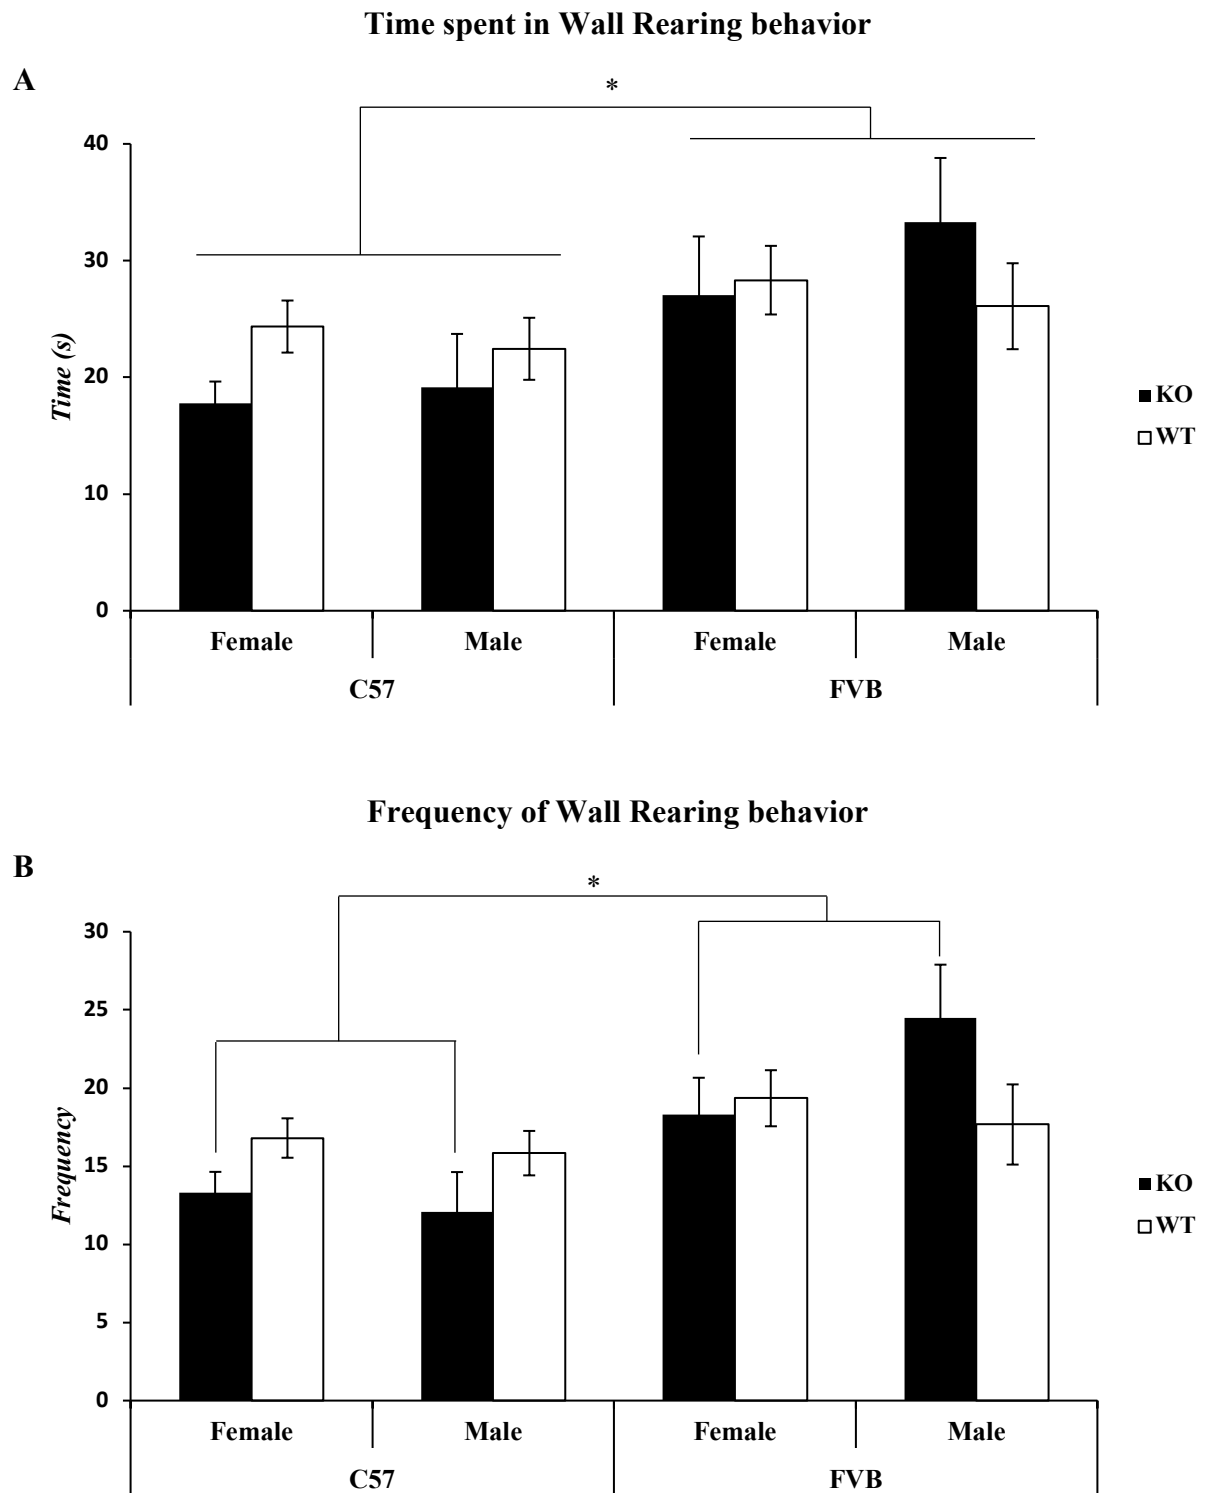 Time spent in Wall Rearing behavior
A
*
40
30
20
10
0
Time (s)
KO
WT
Female Male Female Male
C57 FVB
Frequency of Wall Rearing behavior
B
*
30
25
20
15
10
5
0
Frequency
KO
WT
Female Male Female Male
C57 FVB